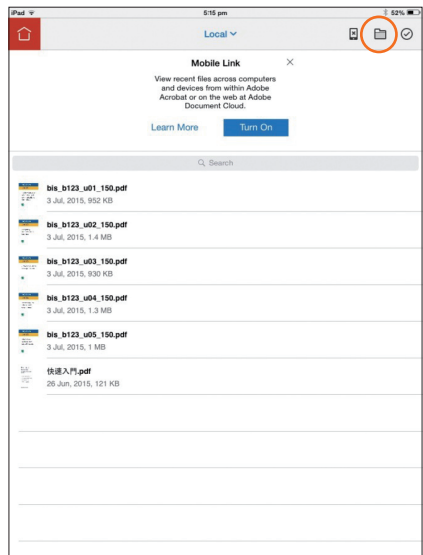 iPad
5:15 pm
52%
Local
Mobile Link
View recent files across computers
and devices from within Adobe
Acrobat or on the web at Adobe
Document Cloud.
Learn More
Turn On
Search
bis_b123_u01_150.pdf
3 Jul, 2015, 952 KB
bis_b123_u02_150.pdf
3 Jul, 2015, 1.4 MB
bis_b123_u03_150.pdf
3 Jul, 2015, 930 KB
bis_b123_u04_150.pdf
3 Jul, 2015, 1.3 MB
bis_b123_u05_150.pdf
3 Jul, 2015, 1 MB
快速入門.pdf
26 Jun, 2015, 121 KB